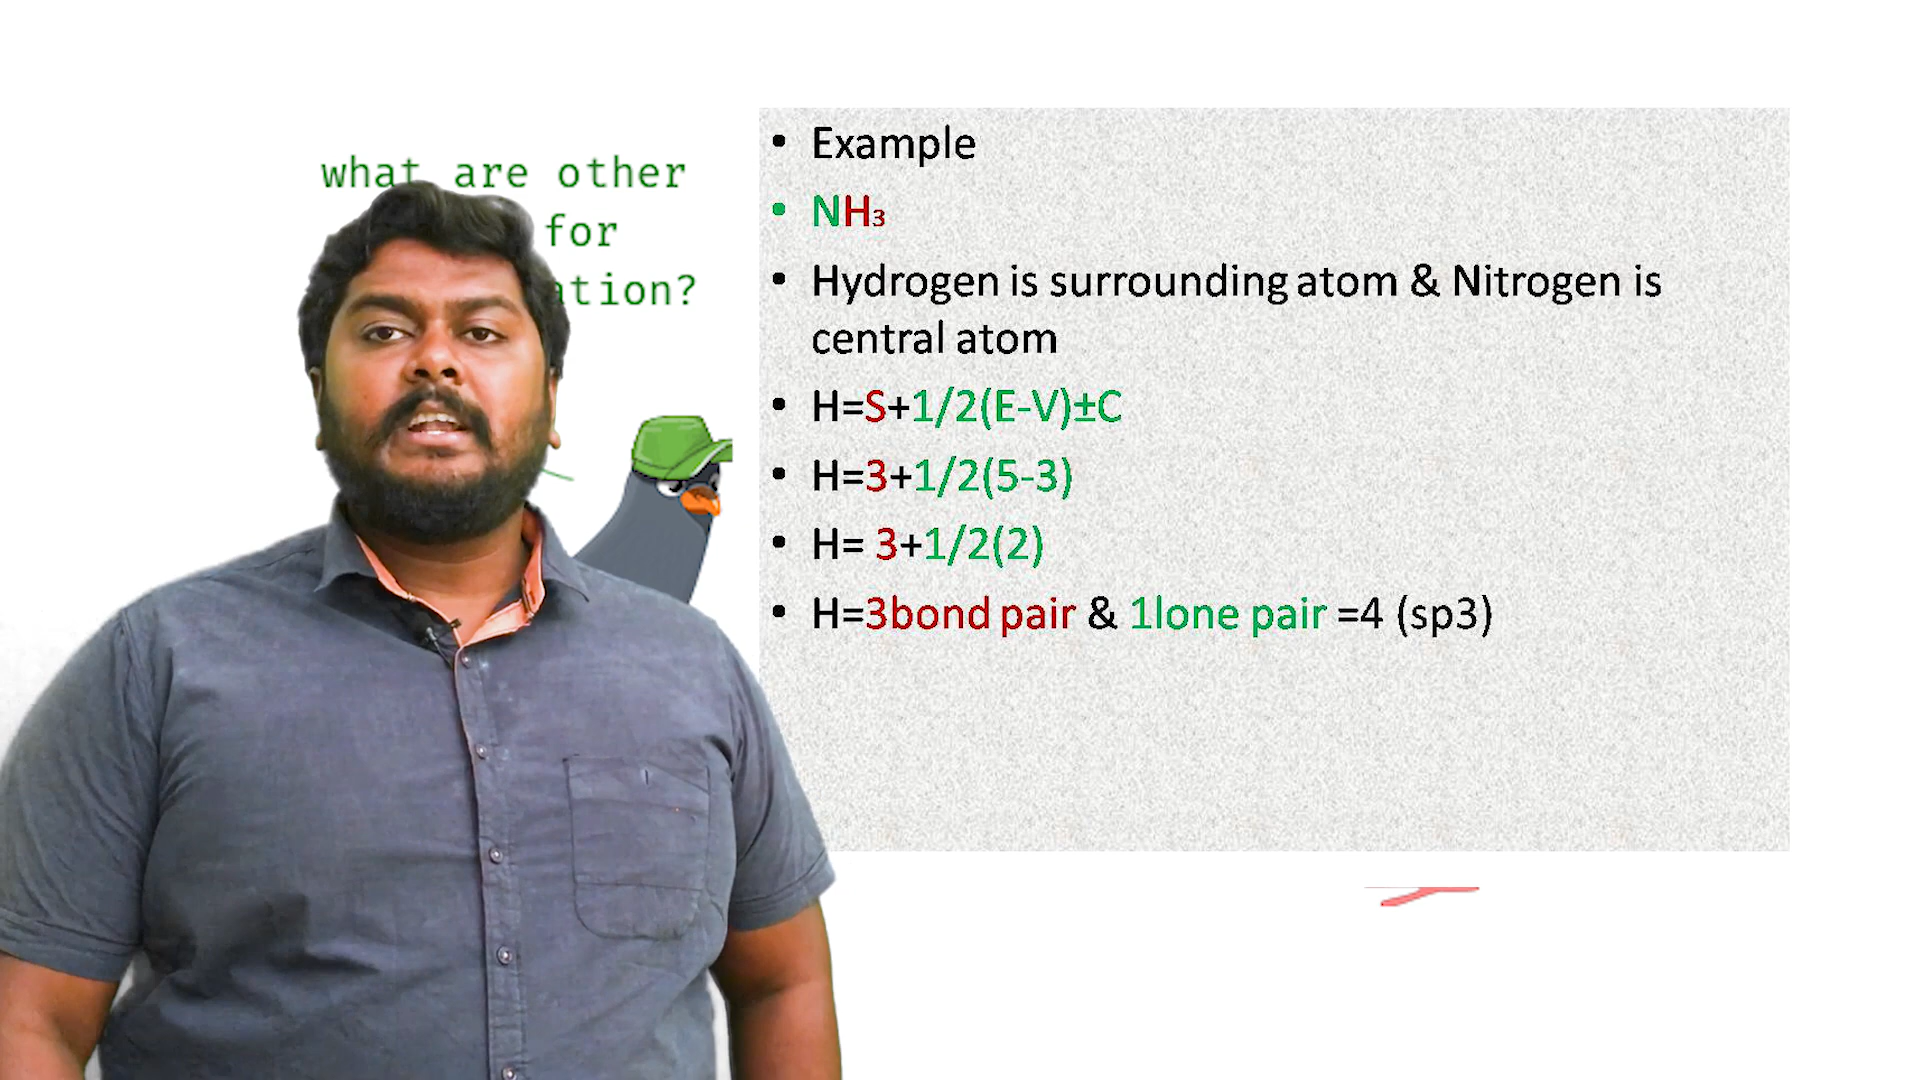 what are other
for
• Example
• NH₃
• Hydrogen is surrounding atom & Nitrogen is
central atom
• H=S+1/2(E-V)±C
• H=3+1/2(5-3)
• H= 3+1/2(2)
• H=3bond pair & 1lone pair =4 (sp3)